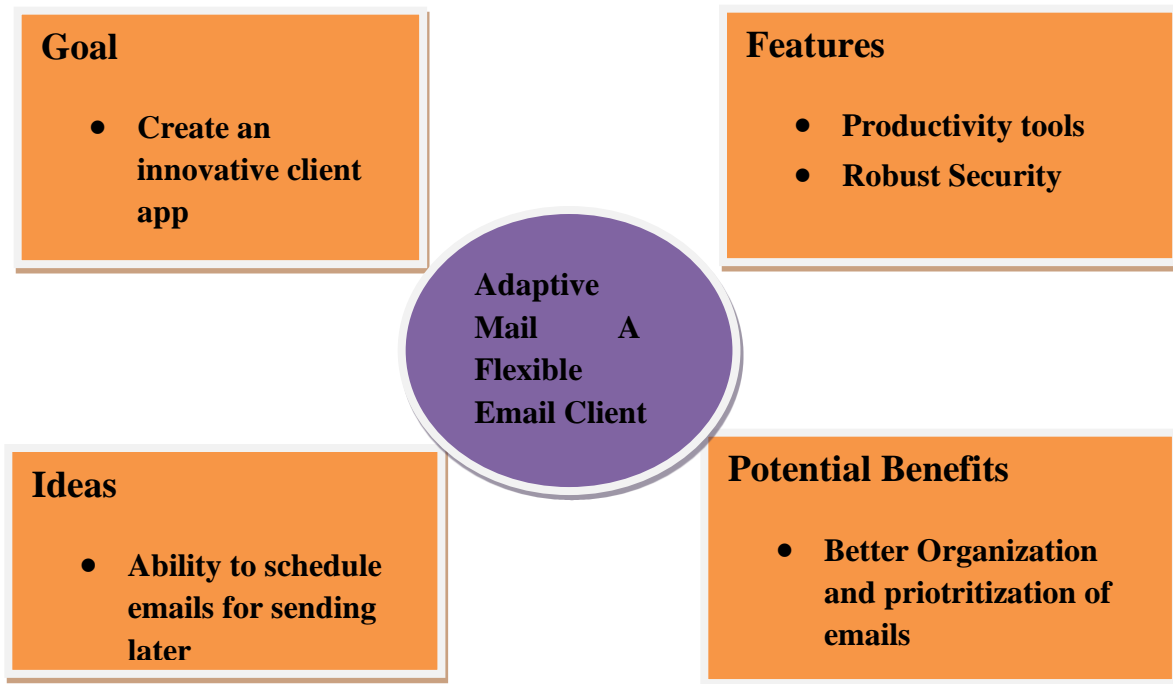 Goal
• Create an
innovative client
app
Features
• Productivity tools
• Robust Security
Adaptive
Mail A
Flexible
Email Client
Ideas
• Ability to schedule
emails for sending
later
Potential Benefits
• Better Organization
and priotritization of
emails